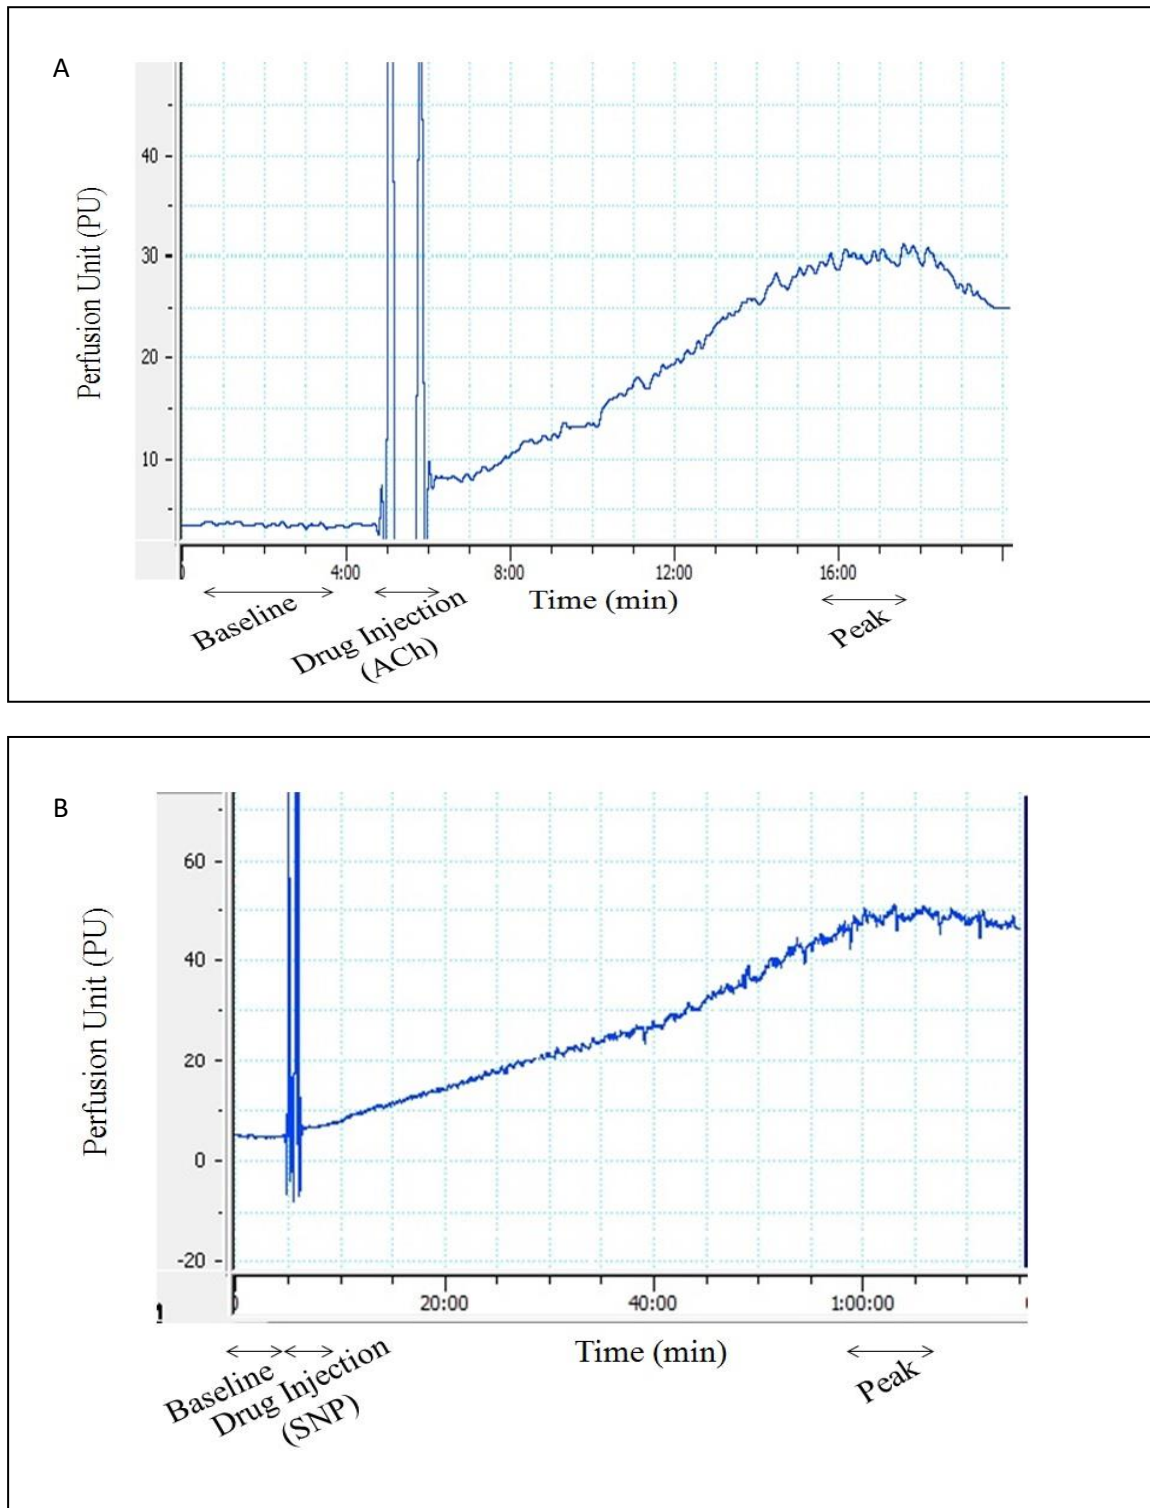 A
Perfusion Unit (PU)
40
30
20
10
0
4:00
8:00
12:00
16:00
Baseline
Drug Injection
(ACh)
Time (min)
Peak
B
Perfusion Unit (PU)
60
40
20
0
-20
20:00
40:00
1:00:00
Baseline
Drug Injection
(SNP)
Time (min)
Peak